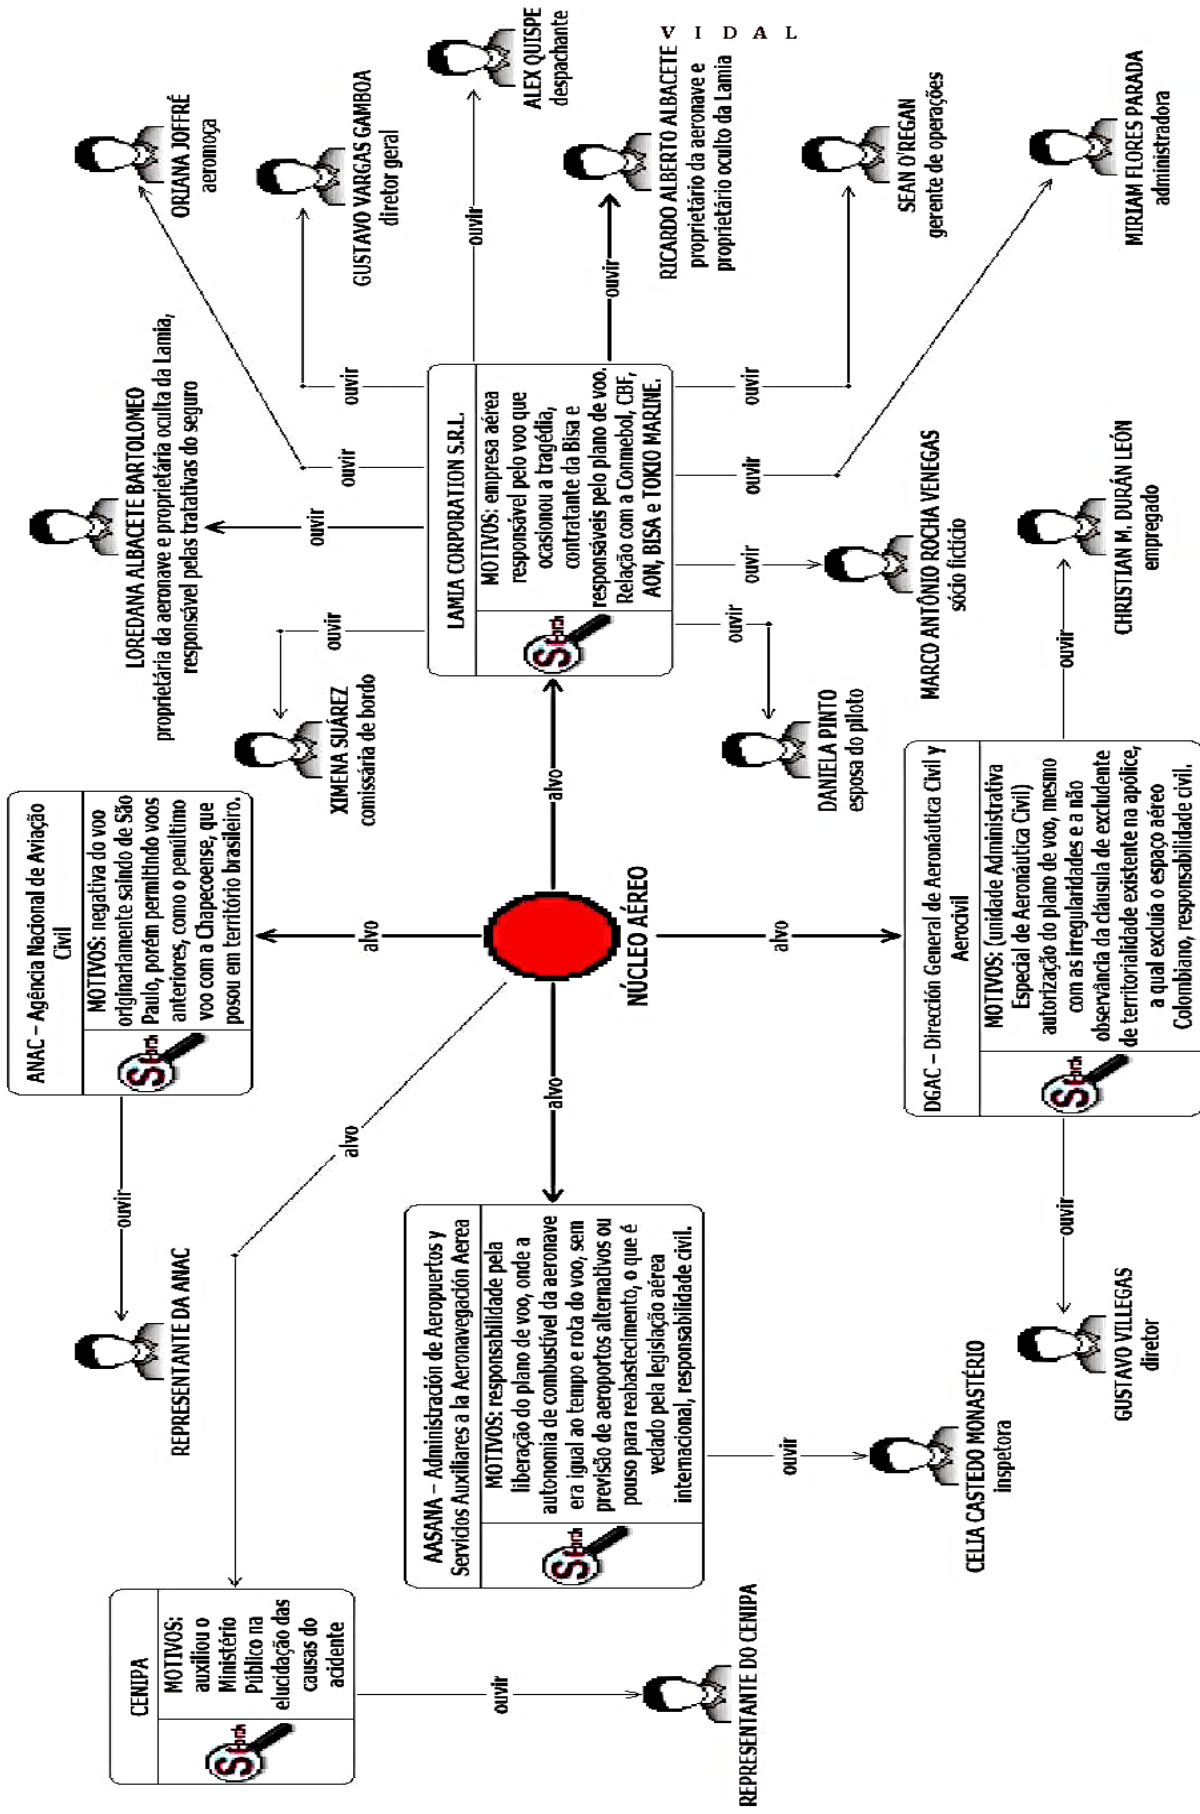 V I D A L
CENIPA
MOTIVOS:
auxiliou o
Ministério
Público na
elucidação das
causas do
acidente
ouvir
REPRESENTANTE DO CENIPA
REPRESENTANTE DA ANAC
ouvir
ANAC – Agência Nacional de Aviação
Civil
MOTIVOS: negativa do voo
originariamente saindo de São
Paulo, porém permitindo voos
anteriores, como o penúltimo
voo com a Chapecoense, que
posou em território brasileiro.
alvo
alvo
AASANA – Administración de Aeropuertos y
Servicios Auxiliares a la Aeronavegación Aerea
MOTIVOS: responsabilidade pela
liberação do plano de voo, onde a
autonomia de combustível da aeronave
era igual ao tempo e rota do voo, sem
previsão de aeroportos alternativos ou
pouso para reabastecimento, o que é
vedado pela legislação aérea
internacional, responsabilidade civil.
ouvir
CELIA CASTEDO MONASTÉRIO
inspetora
alvo
NÚCLEO AÉREO
alvo
alvo
DGAC – Dirección General de Aeronáutica Civil y
Aerocivil
MOTIVOS: (unidade Administrativa
Especial de Aeronáutica Civil)
autorização do plano de voo, mesmo
com as irregularidades e a não
observância da cláusula de excludente
de territorialidade existente na apólice,
a qual excluia o espaço aéreo
Colombiano, responsabilidade civil.
ouvir
GUSTAVO VILLEGAS
diretor
ouvir
CHRISTIAN M. DURÁN LEÓN
empregado
LAMIA CORPORATION S.R.L.
MOTIVOS: empresa aérea
responsável pelo voo que
ocasionou a tragédia,
contratante da Bisa e
responsáveis pelo plano de voo.
Relação com a Conmebol, CBF,
AON, BISA e TOKIO MARINE.
ouvir
XIMENA SUÁREZ
comissária de bordo
ouvir
LOREDANA ALBACETE BARTOLOMEO
proprietária da aeronave e proprietária oculta da Lamia,
responsável pelas tratativas do seguro
ouvir
ORIANA JOFFRÉ
aeromoça
ouvir
GUSTAVO VARGAS GAMBOA
diretor geral
ouvir
ALEX QUISPE
despachante
ouvir
RICARDO ALBERTO ALBACETE
proprietário da aeronave e
proprietário oculto da Lamia
ouvir
SEAN O'REGAN
gerente de operações
ouvir
MIRIAM FLORES PARADA
administradora
ouvir
MARCO ANTÔNIO ROCHA VENEGAS
sócio fictício
ouvir
DANIELA PINTO
esposa do piloto
Search
Search
Search
Search
Search